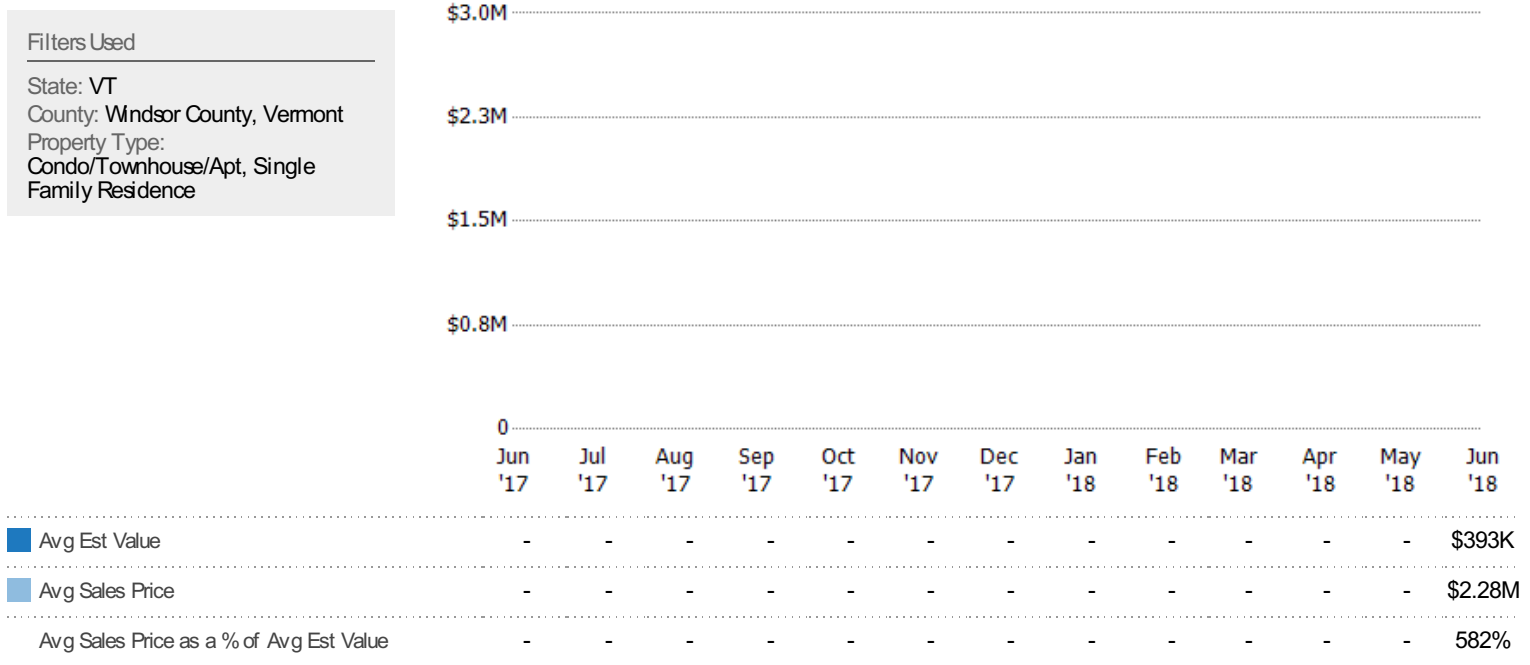 Filters Used
State: VT
County: Windsor County, Vermont
Property Type:
Condo/Townhouse/Apt, Single
Family Residence
$3.0M
$2.3M
$1.5M
$0.8M
0
Jun Jul Aug Sep Oct Nov Dec Jan Feb Mar Apr May Jun
'17 '17 '17 '17 '17 '17 '17 '18 '18 '18 '18 '18 '18
Avg Est Value - - - - - - - - - - - - $393K
Avg Sales Price - - - - - - - - - - - - $2.28M
Avg Sales Price as a % of Avg Est Value - - - - - - - - - - - - 582%